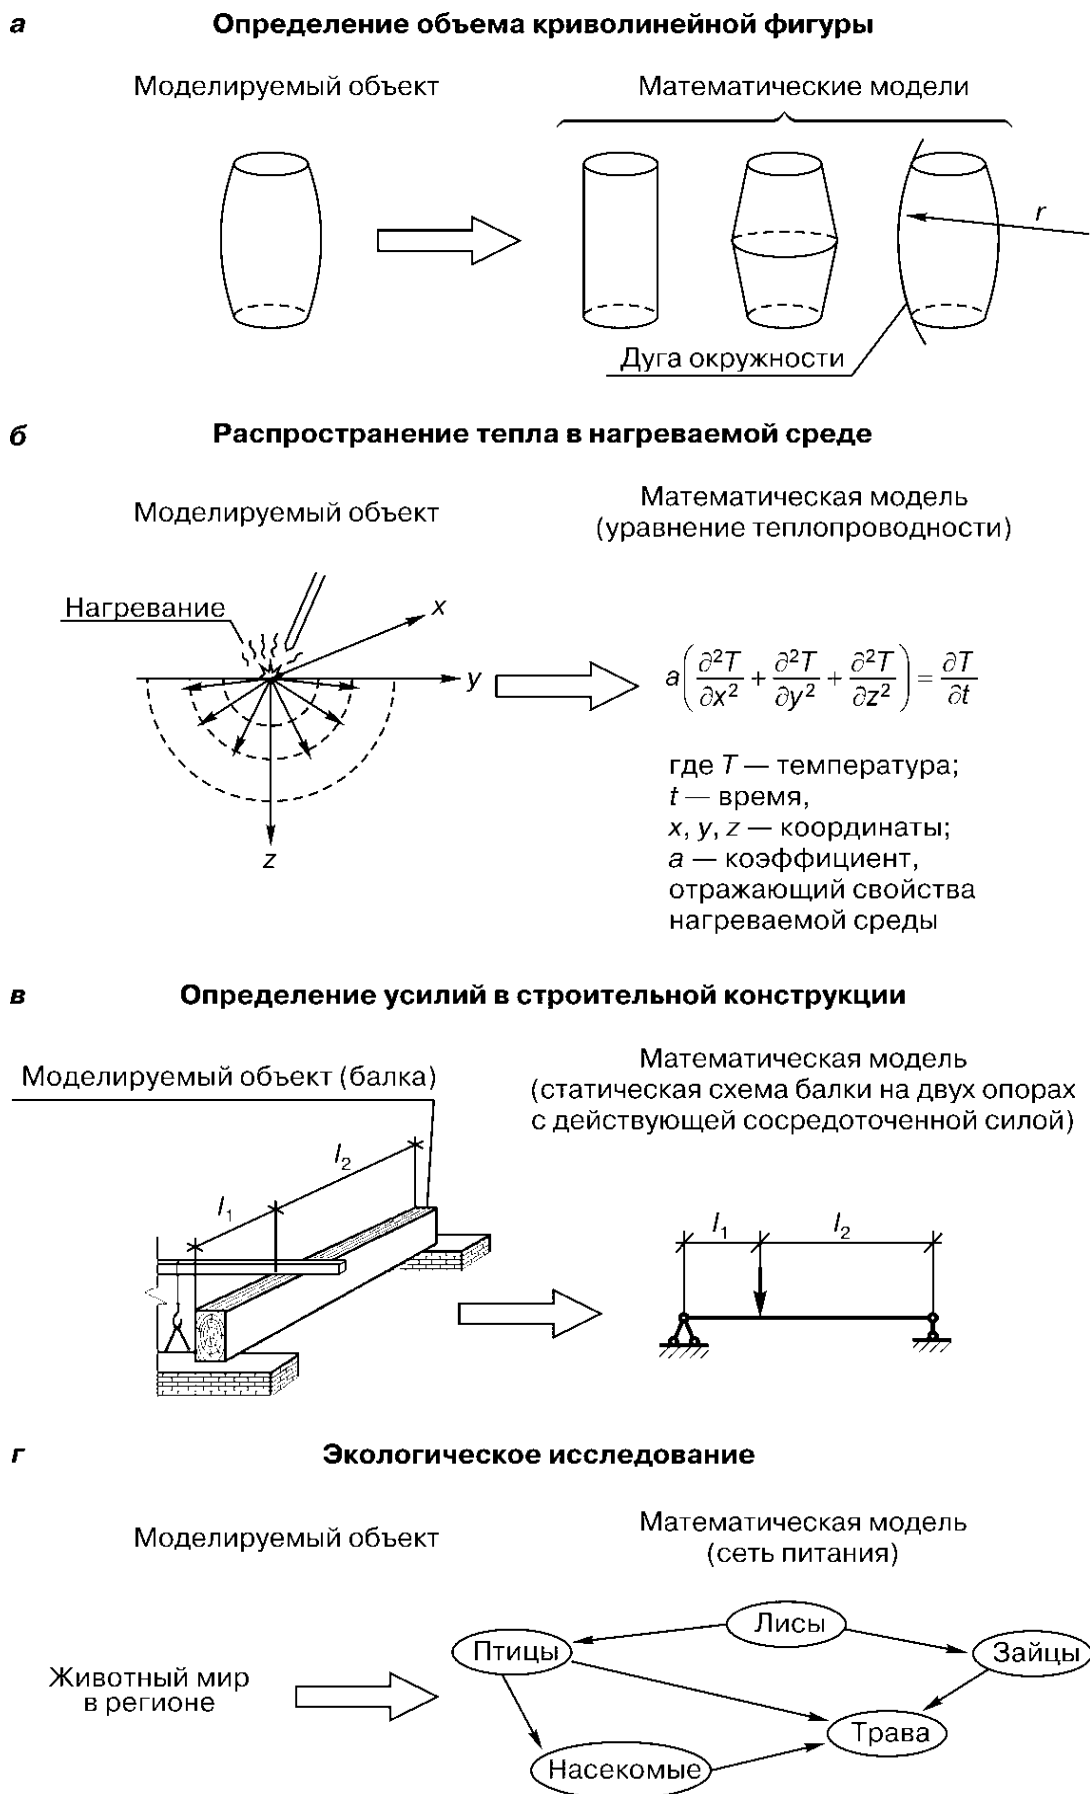 а Определение объема криволинейной фигуры
Моделируемый объект
Математические модели
r
Дуга окружности
б Распространение тепла в нагреваемой среде
Моделируемый объект
Математическая модель
(уравнение теплопроводности)
Нагревание
x
y
z
a(∂²T/∂x² + ∂²T/∂y² + ∂²T/∂z²) = ∂T/∂t
где T — температура;
t — время,
x, y, z — координаты;
a — коэффициент,
отражающий свойства
нагреваемой среды
в Определение усилий в строительной конструкции
Моделируемый объект (балка)
Математическая модель
(статическая схема балки на двух опорах
с действующей сосредоточенной силой)
l₁
l₂
l₁
l₂
г Экологическое исследование
Моделируемый объект
Математическая модель
(сеть питания)
Животный мир
в регионе
Лисы
Птицы
Зайцы
Трава
Насекомые